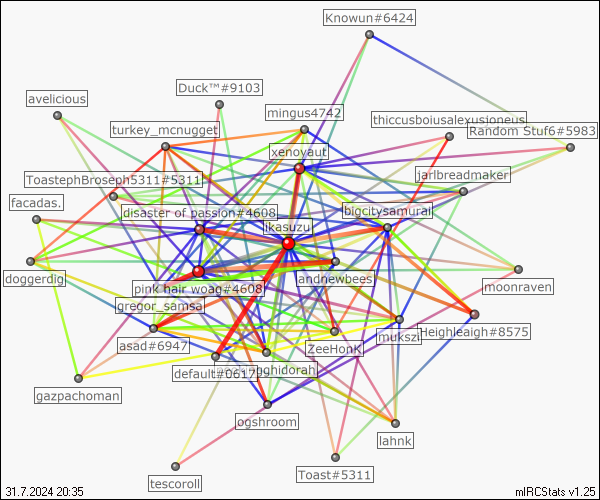 Knowun#6424
Duck™#9103
avelicious
mingus4742
thiccusboiusalexusjoneus
turkey_mcnugget
Random Stuf6#5983
xenovaut
ToastephBroseph5311#5311
jarlbreadmaker
facadas.
disaster of passion#4608
bigcitysamurai
ikasuzu
doggerdig
andnewbees
pink hair woag#4608
moonraven
gregor_samsa
Heighleaigh#8575
mukszi
asad#6947
ZeeHonK
default#0617
gazpachoman
ogshroom
lahnk
Toast#5311
tescoroll
31.7.2024 20:35
mIRCStats v1.25